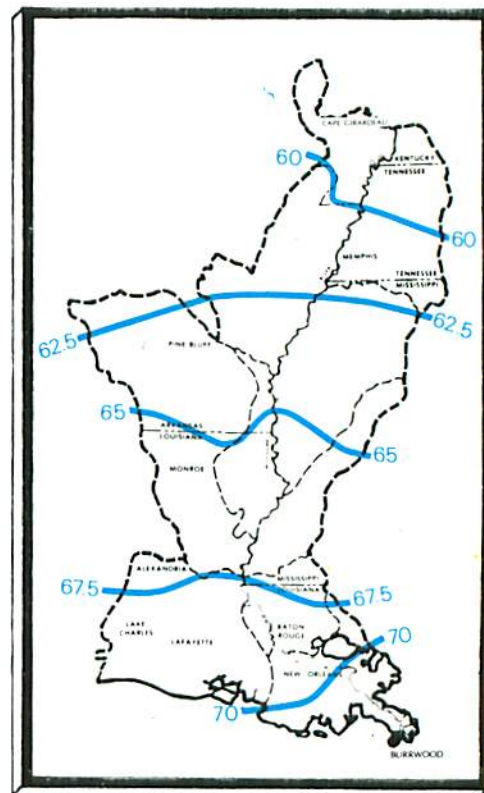 CAPE GIRARDEAU
60
KENTUCKY
TENNESSEE
60
MEMPHIS
TENNESSEE
MISSISSIPPI
62.5
62.5
PINE BLUFF
65
ARKANSAS
LOUISIANA
65
MONROE
ALEXANDRIA
MISSISSIPPI
LOUISIANA
67.5
67.5
LAKE
CHARLES
LAFAYETTE
BATON
ROUGE
70
NEW ORLEANS
70
BURRWOOD